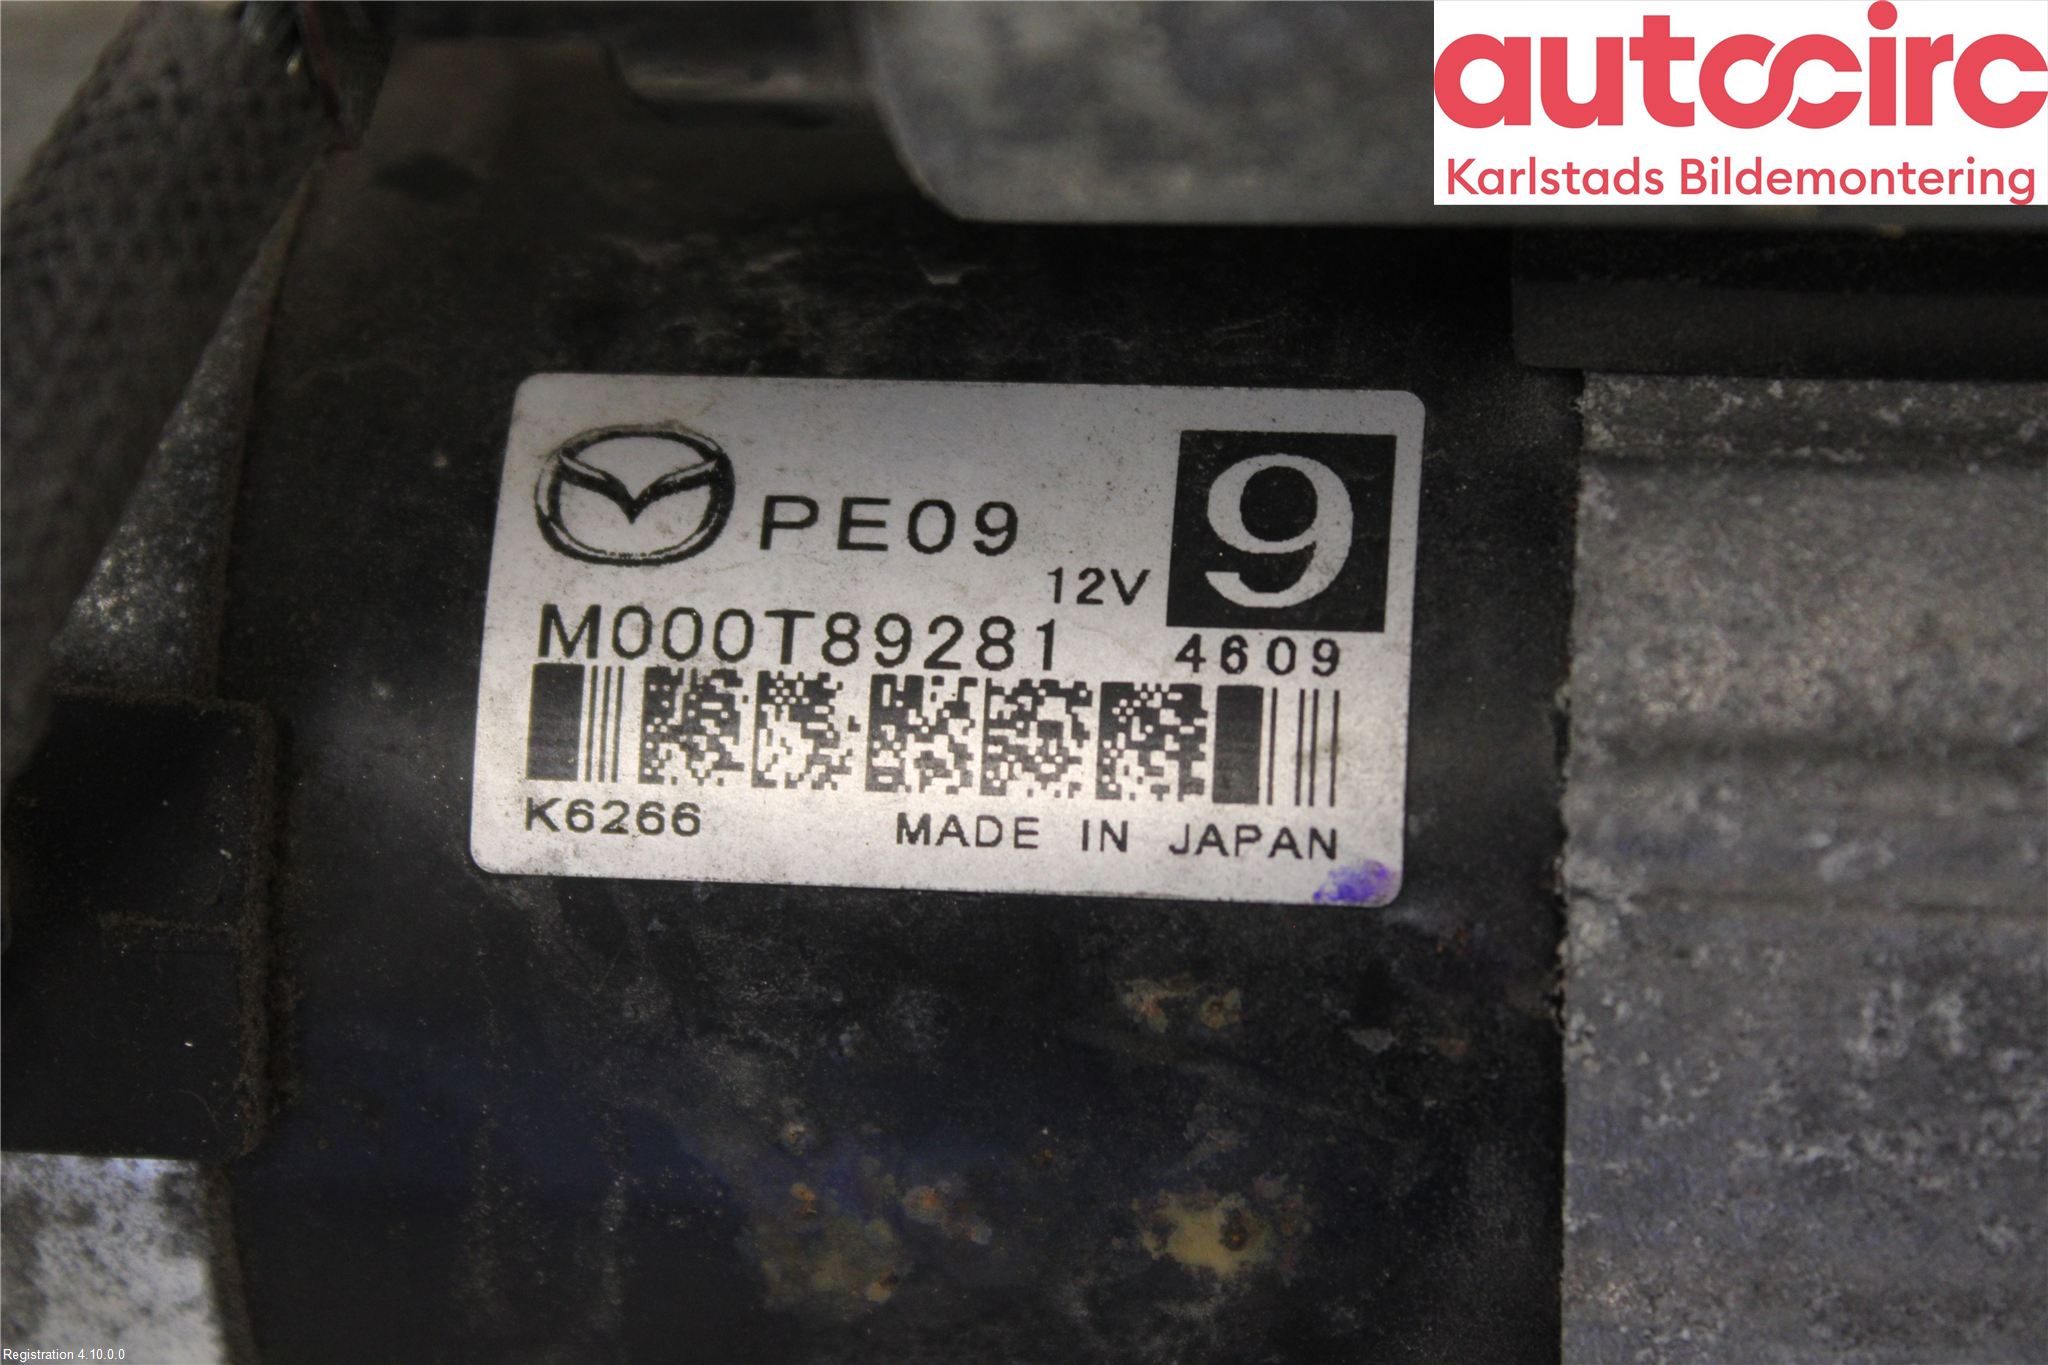 autocirc
Karlstads Bildemontering
PE09
9
12V
M000T89281
4609
K6266
MADE IN JAPAN
Registration 4.10.0.0